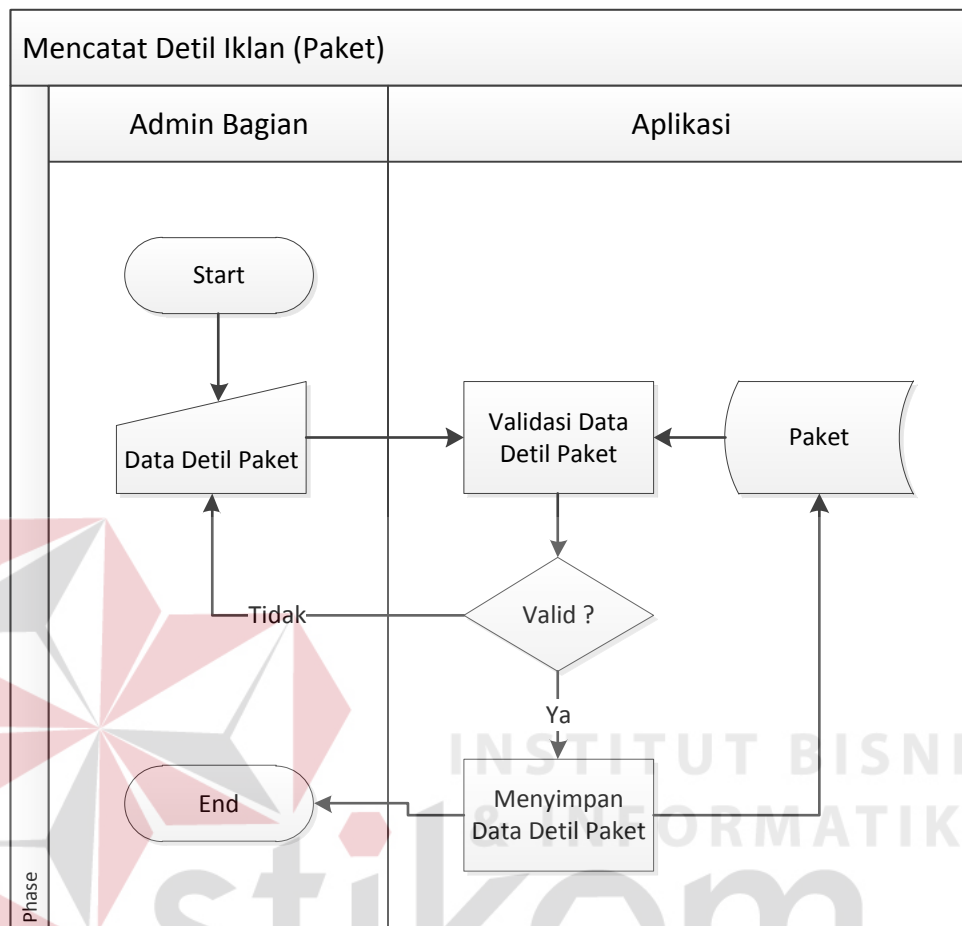 Mencatat Detil Iklan (Paket)
Admin Bagian
Aplikasi
Start
Data Detil Paket
Validasi Data
Detil Paket
Paket
Tidak
Valid ?
Ya
INSTITUT BISNI
End
Menyimpan
Data Detil Paket
& INFORMATIK
stikom
Phase